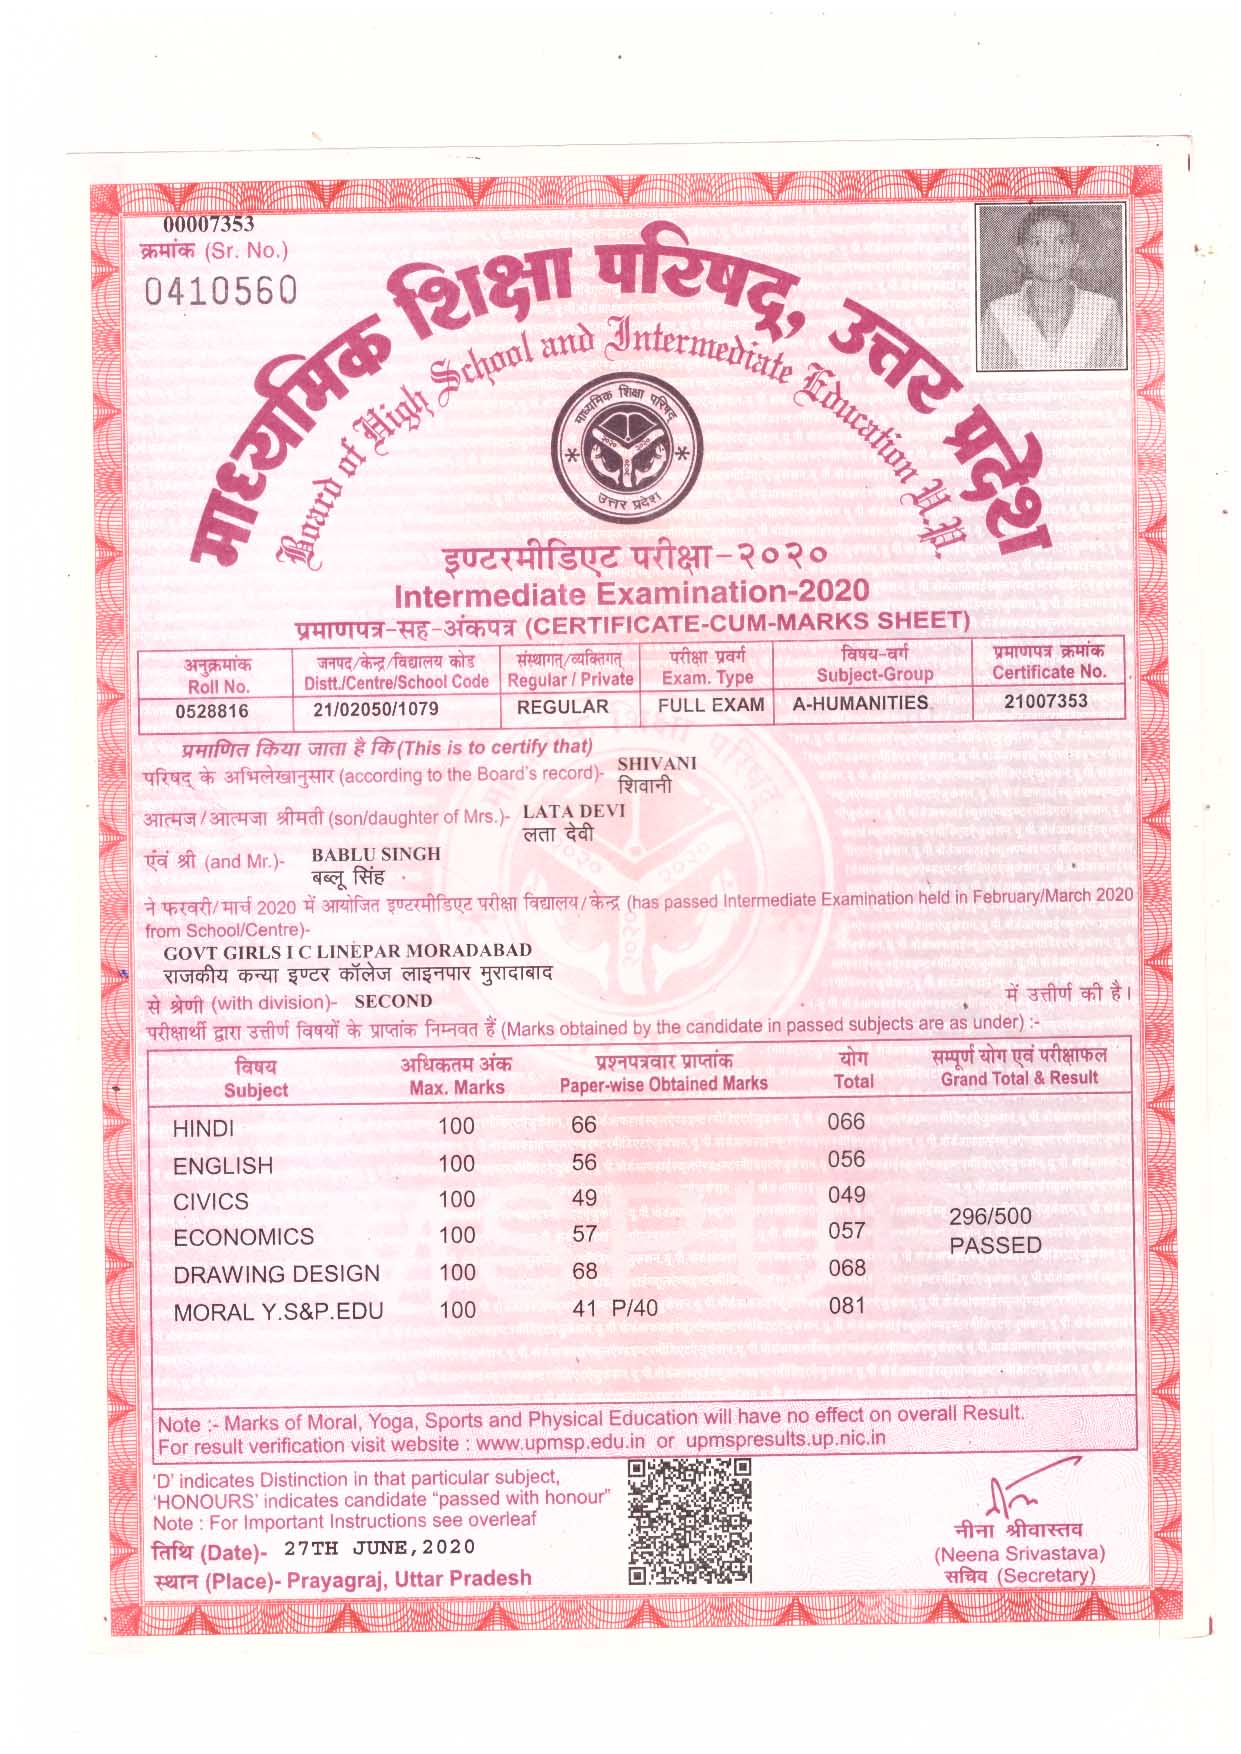 00007353
क्रमांक (Sr. No.)
0410560
माध्यमिक शिक्षा परिषद्, उत्तर प्रदेश
Board of High School and Intermediate Education U.P.
माध्यमिक शिक्षा परिषद्
उत्तर प्रदेश
इण्टरमीडिएट परीक्षा-२०२०
Intermediate Examination-2020
प्रमाणपत्र-सह-अंकपत्र (CERTIFICATE-CUM-MARKS SHEET)
अनुक्रमांक जनपद/केन्द्र/विद्यालय कोड संस्थागत्/व्यक्तिगत् परीक्षा प्रवर्ग विषय-वर्ग प्रमाणपत्र क्रमांक
Roll No. Distt./Centre/School Code Regular / Private Exam. Type Subject-Group Certificate No.
0528816 21/02050/1079 REGULAR FULL EXAM A-HUMANITIES 21007353
प्रमाणित किया जाता है कि (This is to certify that)
परिषद् के अभिलेखानुसार (according to the Board's record)- SHIVANI
शिवानी
आत्मज/आत्मजा श्रीमती (son/daughter of Mrs.)- LATA DEVI
लता देवी
एंव श्री (and Mr.)- BABLU SINGH
बब्लू सिंह
ने फरवरी/मार्च 2020 में आयोजित इण्टरमीडिएट परीक्षा विद्यालय/केन्द्र (has passed Intermediate Examination held in February/March 2020
from School/Centre)-
GOVT GIRLS I C LINEPAR MORADABAD
राजकीय कन्या इण्टर कॉलेज लाइनपार मुरादाबाद
से श्रेणी (with division)- SECOND में उत्तीर्ण की है।
परीक्षार्थी द्वारा उत्तीर्ण विषयों के प्राप्तांक निम्नवत हैं (Marks obtained by the candidate in passed subjects are as under) :-
विषय अधिकतम अंक प्रश्नपत्रवार प्राप्तांक योग सम्पूर्ण योग एवं परीक्षाफल
Subject Max. Marks Paper-wise Obtained Marks Total Grand Total & Result
HINDI 100 66 066
ENGLISH 100 56 056
CIVICS 100 49 049
296/500
ECONOMICS 100 57 057
PASSED
DRAWING DESIGN 100 68 068
MORAL Y.S&P.EDU 100 41 P/40 081
Note :- Marks of Moral, Yoga, Sports and Physical Education will have no effect on overall Result.
For result verification visit website : www.upmsp.edu.in or upmspresults.up.nic.in
'D' indicates Distinction in that particular subject,
'HONOURS' indicates candidate "passed with honour"
Note : For Important Instructions see overleaf
तिथि (Date)- 27TH JUNE,2020
स्थान (Place)- Prayagraj, Uttar Pradesh
नीना श्रीवास्तव
(Neena Srivastava)
सचिव (Secretary)